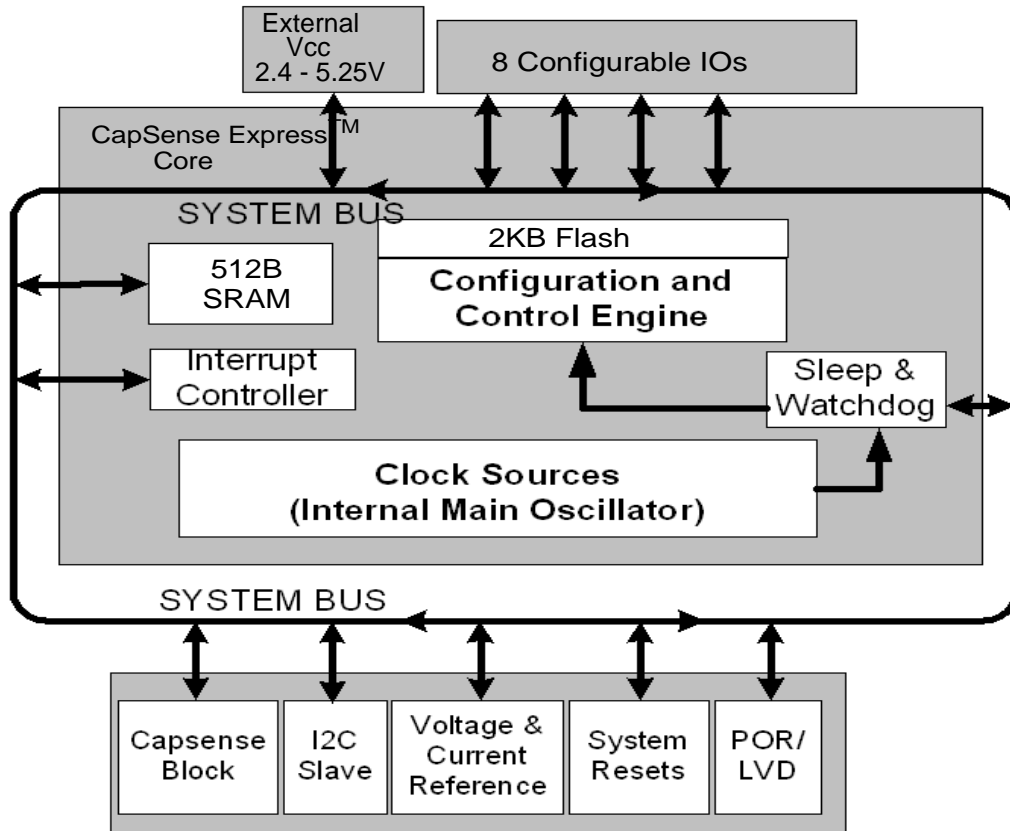 External
Vcc
2.4 - 5.25V
8 Configurable IOs
CapSense Express™
Core
SYSTEM BUS
2KB Flash
512B
SRAM
Configuration and
Control Engine
Interrupt
Controller
Sleep &
Watchdog
Clock Sources
(Internal Main Oscillator)
SYSTEM BUS
Capsense
Block
I2C
Slave
Voltage &
Current
Reference
System
Resets
POR/
LVD